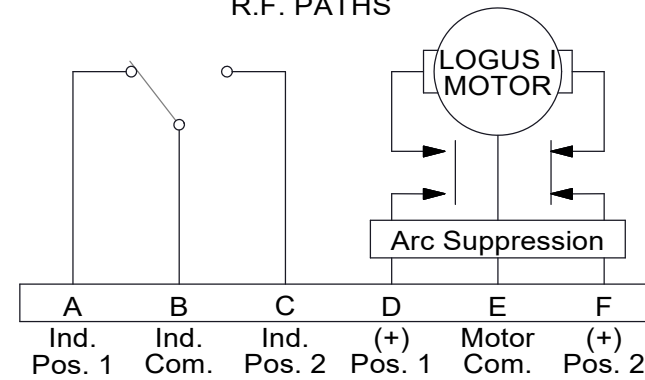 R.F. PATHS
LOGUS I
MOTOR
Arc Suppression
A B C D E F
Ind. Ind. Ind. (+) Motor (+)
Pos. 1 Com. Pos. 2 Pos. 1 Com. Pos. 2